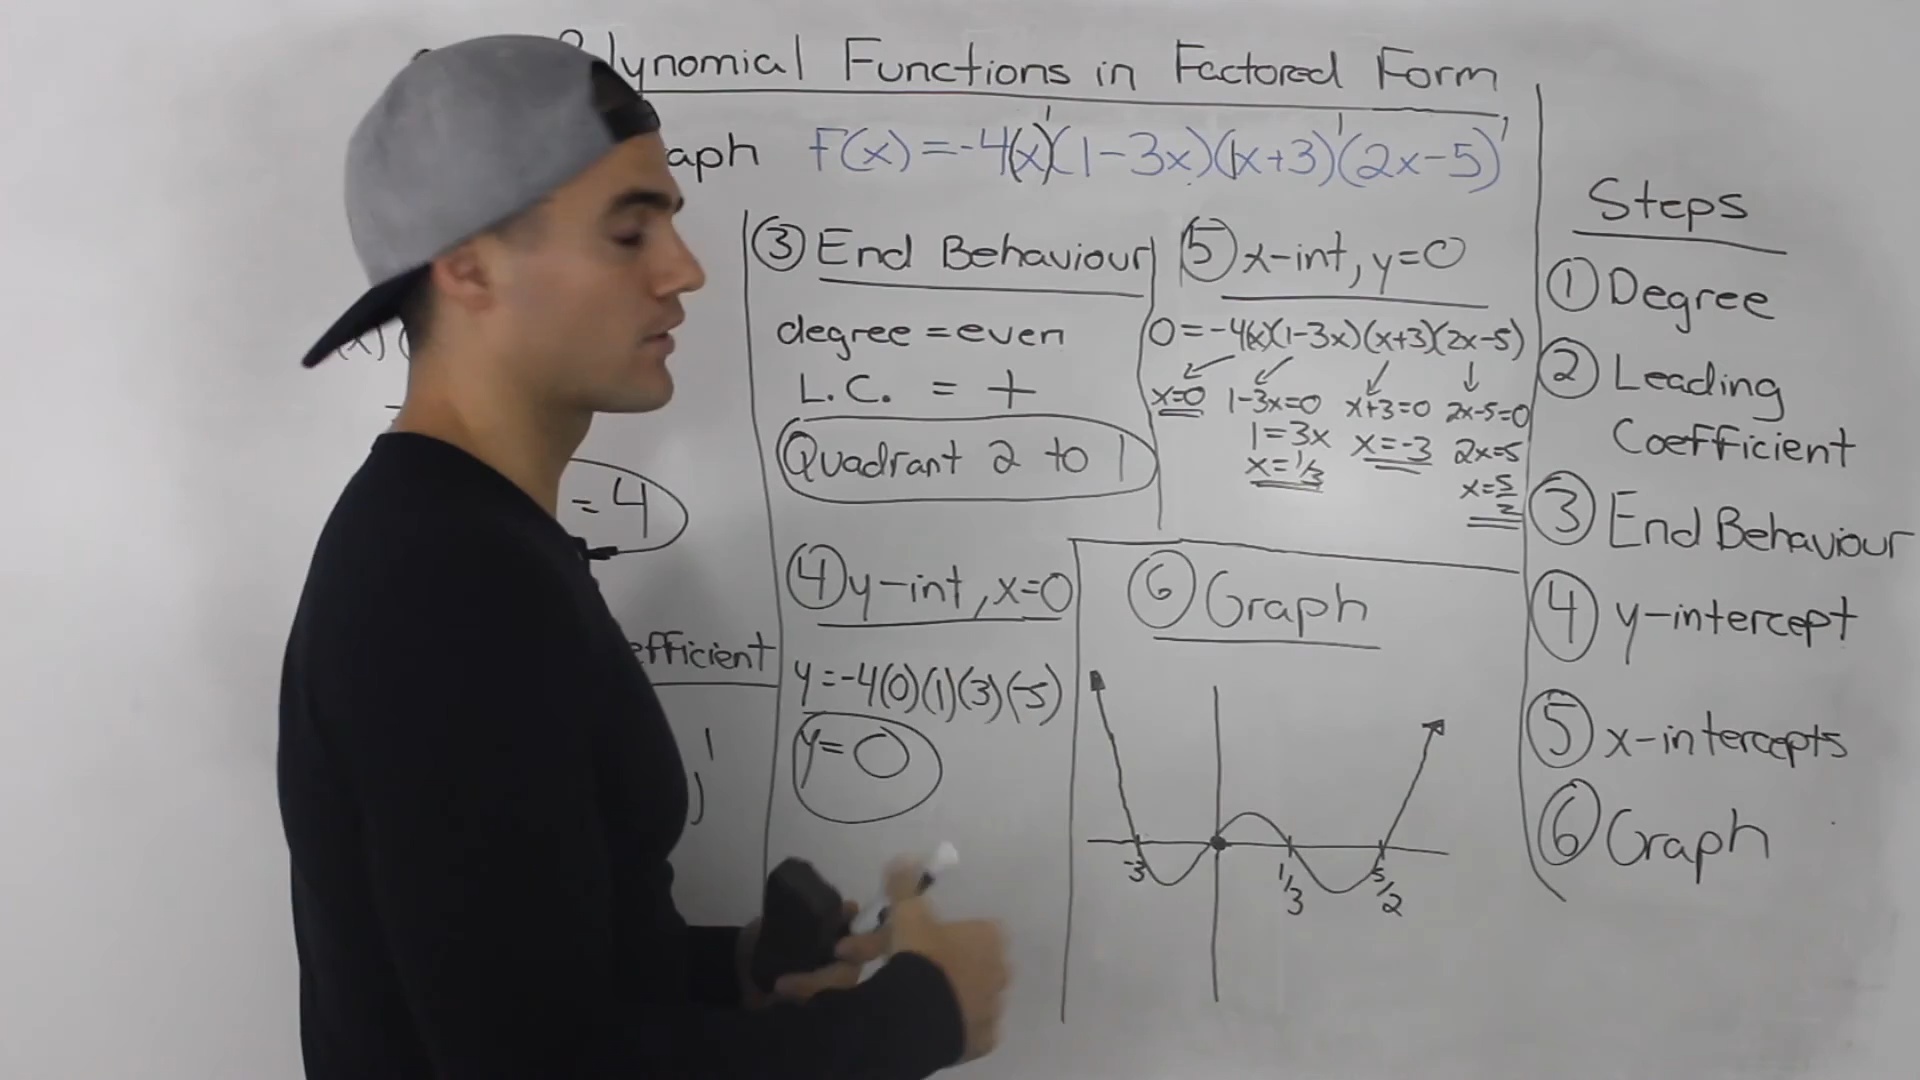 Polynomial Functions in Factored Form
aph f(x) = -4(x)¹(1-3x)(x+3)¹(2x-5)¹
= 4
efficient
③ End Behaviour
degree = even
L.C. = +
Quadrant 2 to 1
④ y-int, x=0
y = -4(0)(1)(3)(-5)
y = 0
⑤ x-int, y=0
0 = -4(x)(1-3x)(x+3)(2x-5)
x=0 1-3x=0 x+3=0 2x-5=0
1=3x x=-3 2x=5
x=1/3 x=5/2
⑥ Graph
-3 1/3 5/2
Steps
① Degree
② Leading
Coefficient
③ End Behaviour
④ y-intercept
⑤ x-intercepts
⑥ Graph